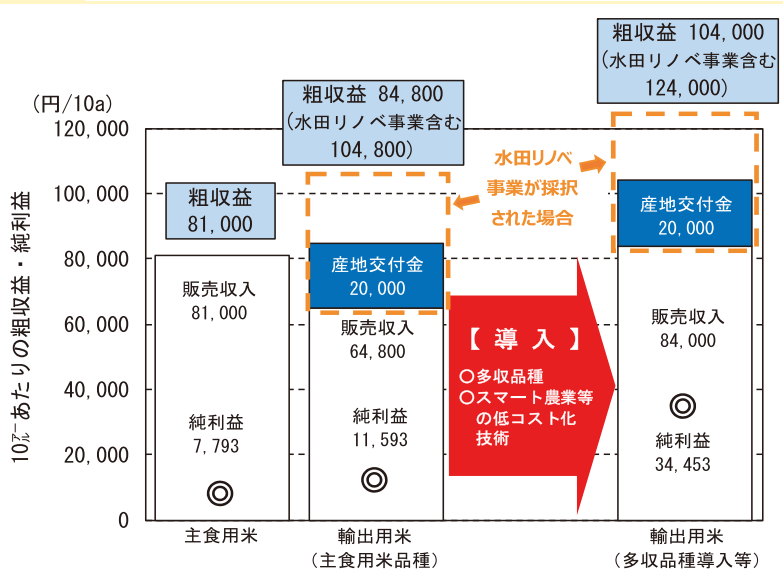 粗収益 104,000
(水田リノベ事業含む
124,000)
粗収益 84,800
(水田リノベ事業含む
104,800)
(円/10a)
120,000
100,000
80,000
60,000
40,000
20,000
0
10アールあたりの粗収益・純利益
粗収益
81,000
販売収入
81,000
純利益
7,793
産地交付金
20,000
販売収入
64,800
純利益
11,593
水田リノベ
事業が採択
された場合
【 導 入 】
○多収品種
○スマート農業等
の低コスト化
技術
産地交付金
20,000
販売収入
84,000
純利益
34,453
主食用米
輸出用米
(主食用米品種)
輸出用米
(多収品種導入等)